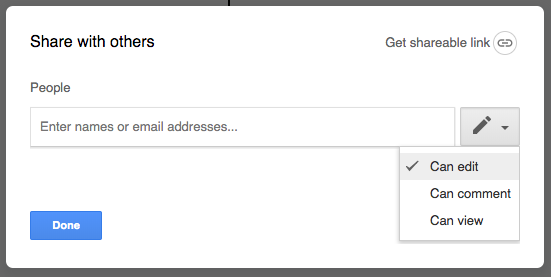 Share with others
Get shareable link
People
Enter names or email addresses...
Can edit
Can comment
Can view
Done